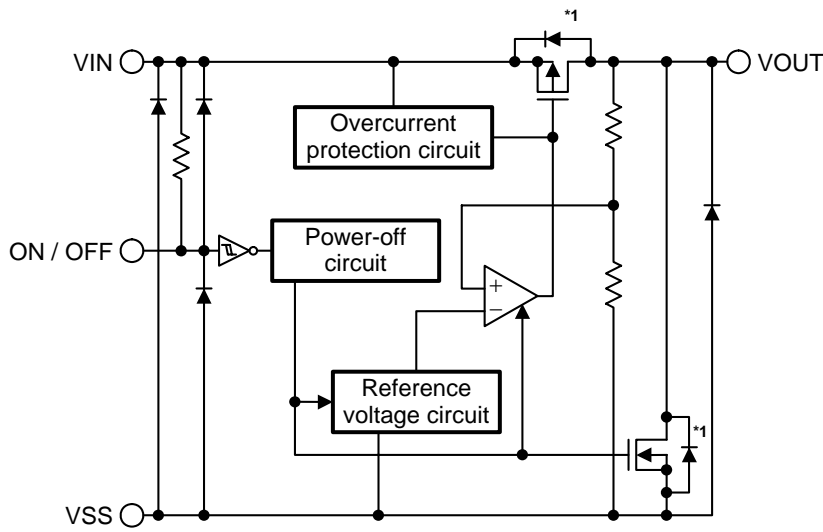 *1
VIN
VOUT
Overcurrent
protection circuit
ON / OFF
Power-off
circuit
+
−
Reference
voltage circuit
*1
VSS